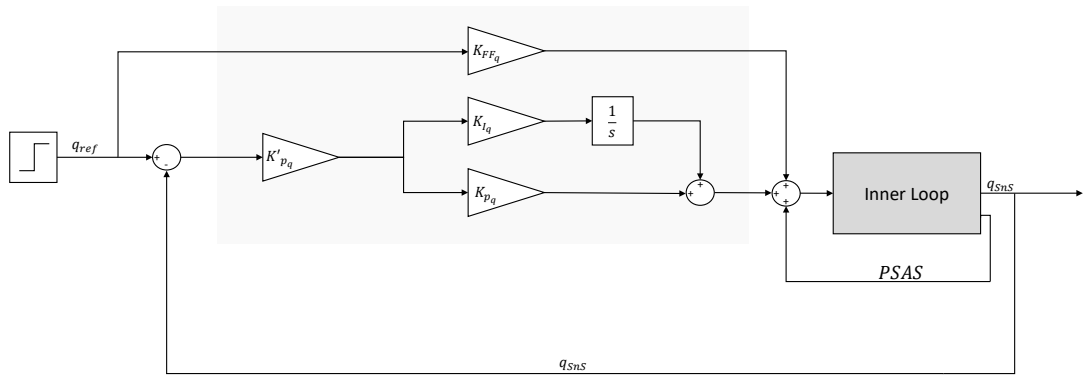 K_{FF_q}
K_{I_q}
1
s
+
q_{ref}
+
-
K'_{p_q}
K_{p_q}
+
+
+
+
+
Inner Loop
q_{SnS}
PSAS
q_{SnS}